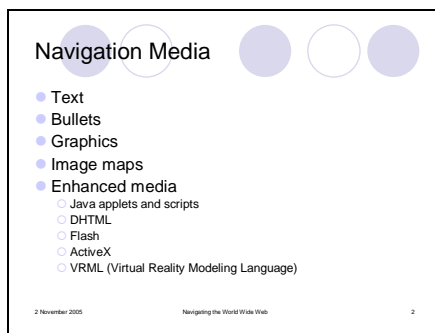 Navigation Media
Text
Bullets
Graphics
Image maps
Enhanced media
Java applets and scripts
DHTML
Flash
ActiveX
VRML (Virtual Reality Modeling Language)
2 November 2005 Navigating the World Wide Web 2